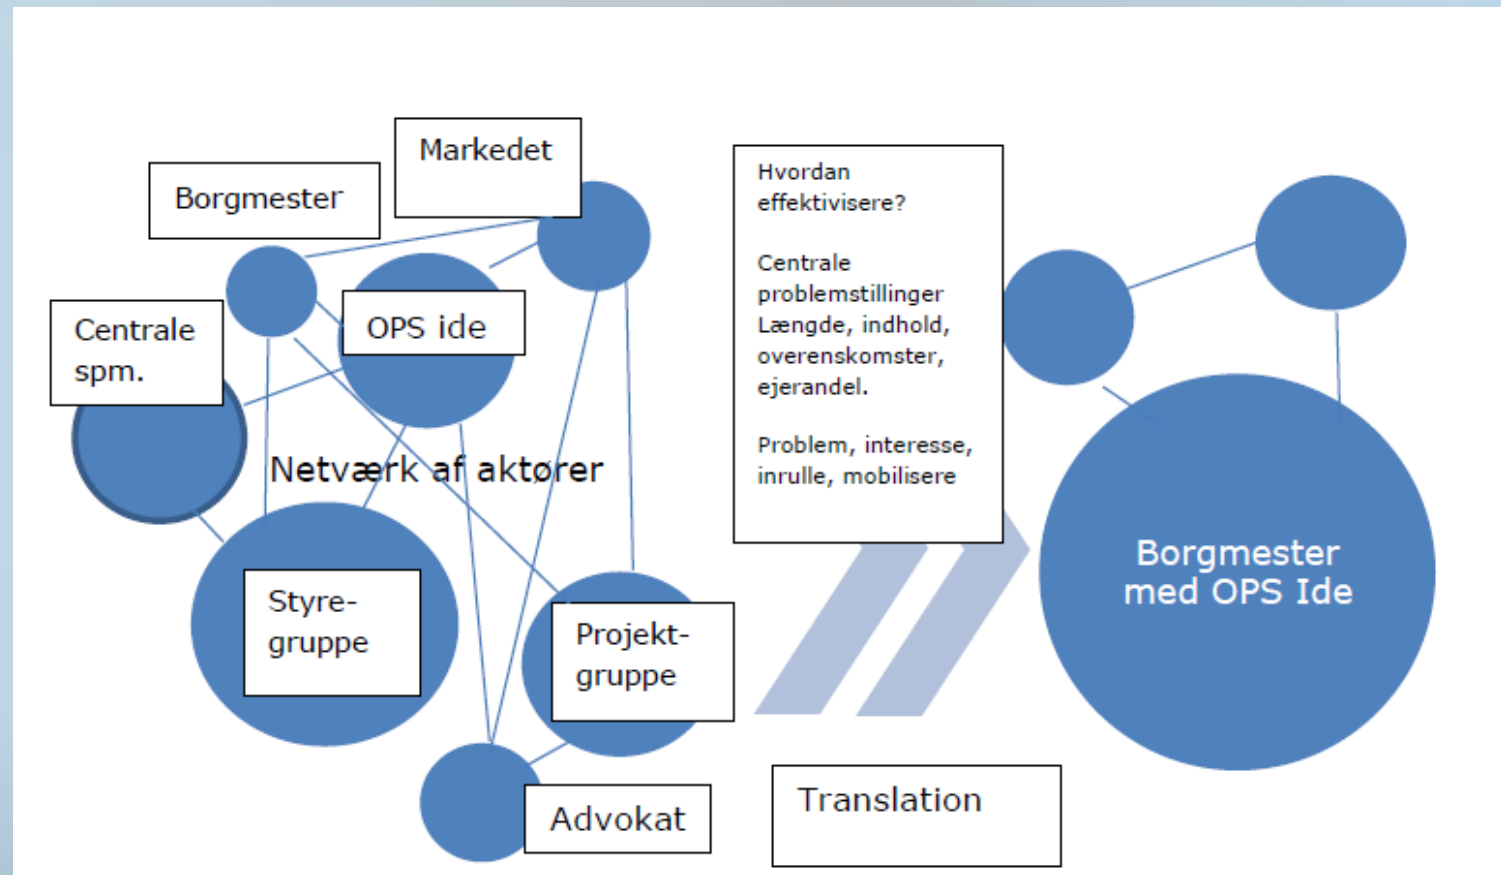 Markedet
Borgmester
OPS ide
Centrale
spm.
Netværk af aktører
Styre-
gruppe
Projekt-
gruppe
Advokat
Hvordan
effektivisere?
Centrale
problemstillinger
Længde, indhold,
overenskomster,
ejerandel.
Problem, interesse,
inrulle, mobilisere
Translation
Borgmester
med OPS Ide